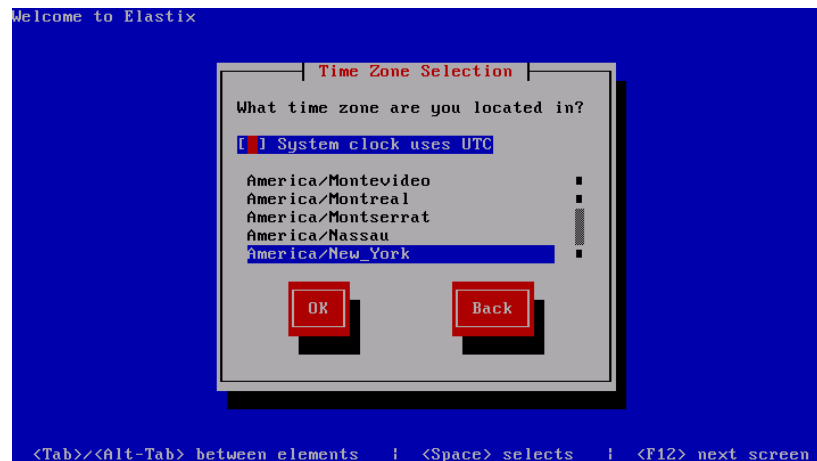 Welcome to Elastix
Time Zone Selection
What time zone are you located in?
[ ] System clock uses UTC
America/Montevideo
America/Montreal
America/Montserrat
America/Nassau
America/New_York
OK Back
<Tab>/<Alt-Tab> between elements | <Space> selects | <F12> next screen